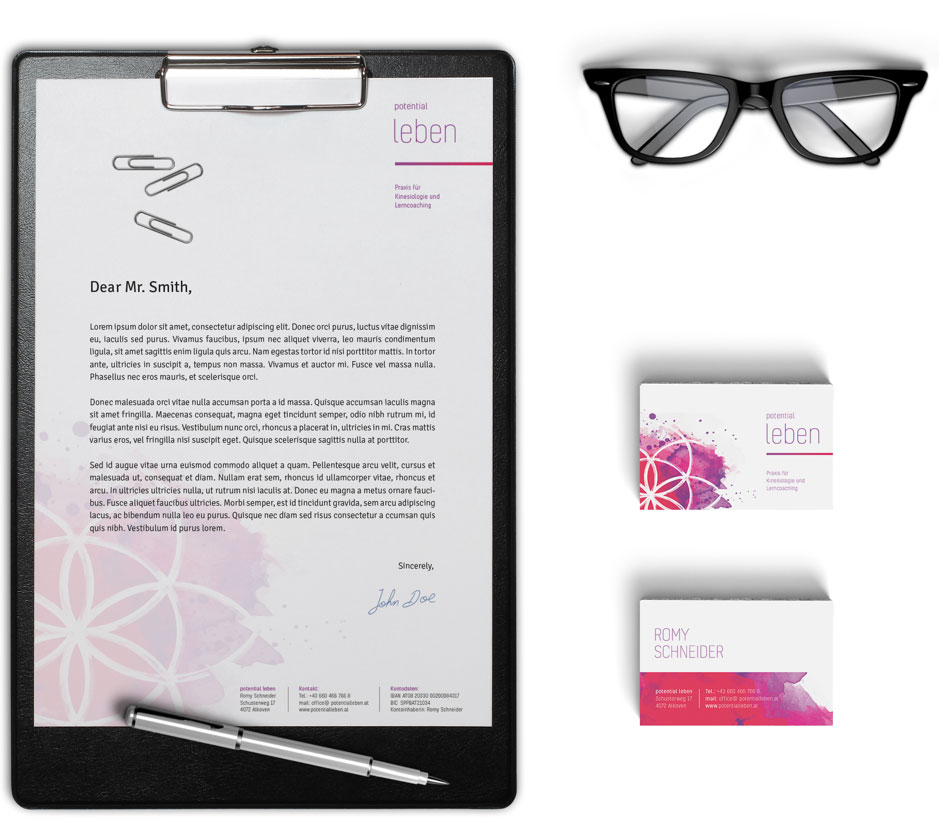 potential
leben
Praxis für
Kinesiologie und
Lerncoaching
Dear Mr. Smith,
Lorem ipsum dolor sit amet, consectetur adipiscing elit. Donec orci purus, luctus vitae dignissim
eu, iaculis sed purus. Vivamus faucibus, ipsum nec aliquet viverra, leo mauris condimentum
ligula, sit amet sagittis enim ligula quis arcu. Nam egestas tortor id nisi porttitor mattis. In tortor
ante, ultricies in suscipit a, tempus non massa. Vivamus et auctor mi. Fusce vel massa nulla.
Phasellus nec eros mauris, et scelerisque orci.
Donec malesuada orci vitae nulla accumsan porta a id massa. Quisque accumsan iaculis magna
sit amet fringilla. Maecenas consequat, magna eget tincidunt semper, odio nibh rutrum mi, id
feugiat ante nisi eu risus. Vestibulum nunc orci, rhoncus a placerat in, ultricies in mi. Cras mattis
varius eros, vel fringilla nisi suscipit eget. Quisque scelerisque sagittis nulla at porttitor.
Sed id augue vitae urna euismod commodo aliquet a quam. Pellentesque arcu velit, cursus et
malesuada ut, consequat et diam. Nullam erat sem, rhoncus id ullamcorper vitae, rhoncus et
arcu. In ultricies ultricies nulla, ut rutrum nisi iaculis at. Donec eu magna a metus ornare fauci-
bus. Fusce aliquet faucibus ultricies. Morbi semper, est id tincidunt gravida, sem arcu adipiscing
lacus, ac bibendum nulla leo eu purus. Quisque nec diam sed risus consectetur a ccumsan quis
quis nibh. Vestibulum id purus lorem.
Sincerely,
John Doe
potential leben
Romy Schneider
Schusterweg 17
4072 Alkoven
Kontakt:
Tel.: +43 660 466 766 8
mail: office@ potentialleben.at
www.potentialleben.at
Kontodaten:
IBAN AT08 20330 00200984017
BIC SPPBAT21034
Kontoinhaberin: Romy Schneider
potential
leben
Praxis für
Kinesiologie und
Lerncoaching
ROMY
SCHNEIDER
potential leben
Schusterweg 17
4072 Alkoven
Tel.: +43 660 466 766 8
mail: office@ potentialleben.at
www.potentialleben.at